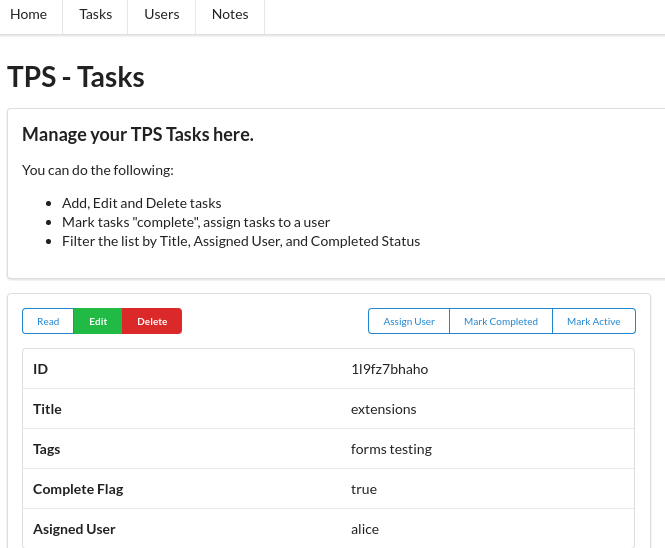 Home Tasks Users Notes
TPS - Tasks
Manage your TPS Tasks here.
You can do the following:
Add, Edit and Delete tasks
Mark tasks "complete", assign tasks to a user
Filter the list by Title, Assigned User, and Completed Status
Read Edit Delete Assign User Mark Completed Mark Active
ID 1l9fz7bhaho
Title extensions
Tags forms testing
Complete Flag true
Asigned User alice